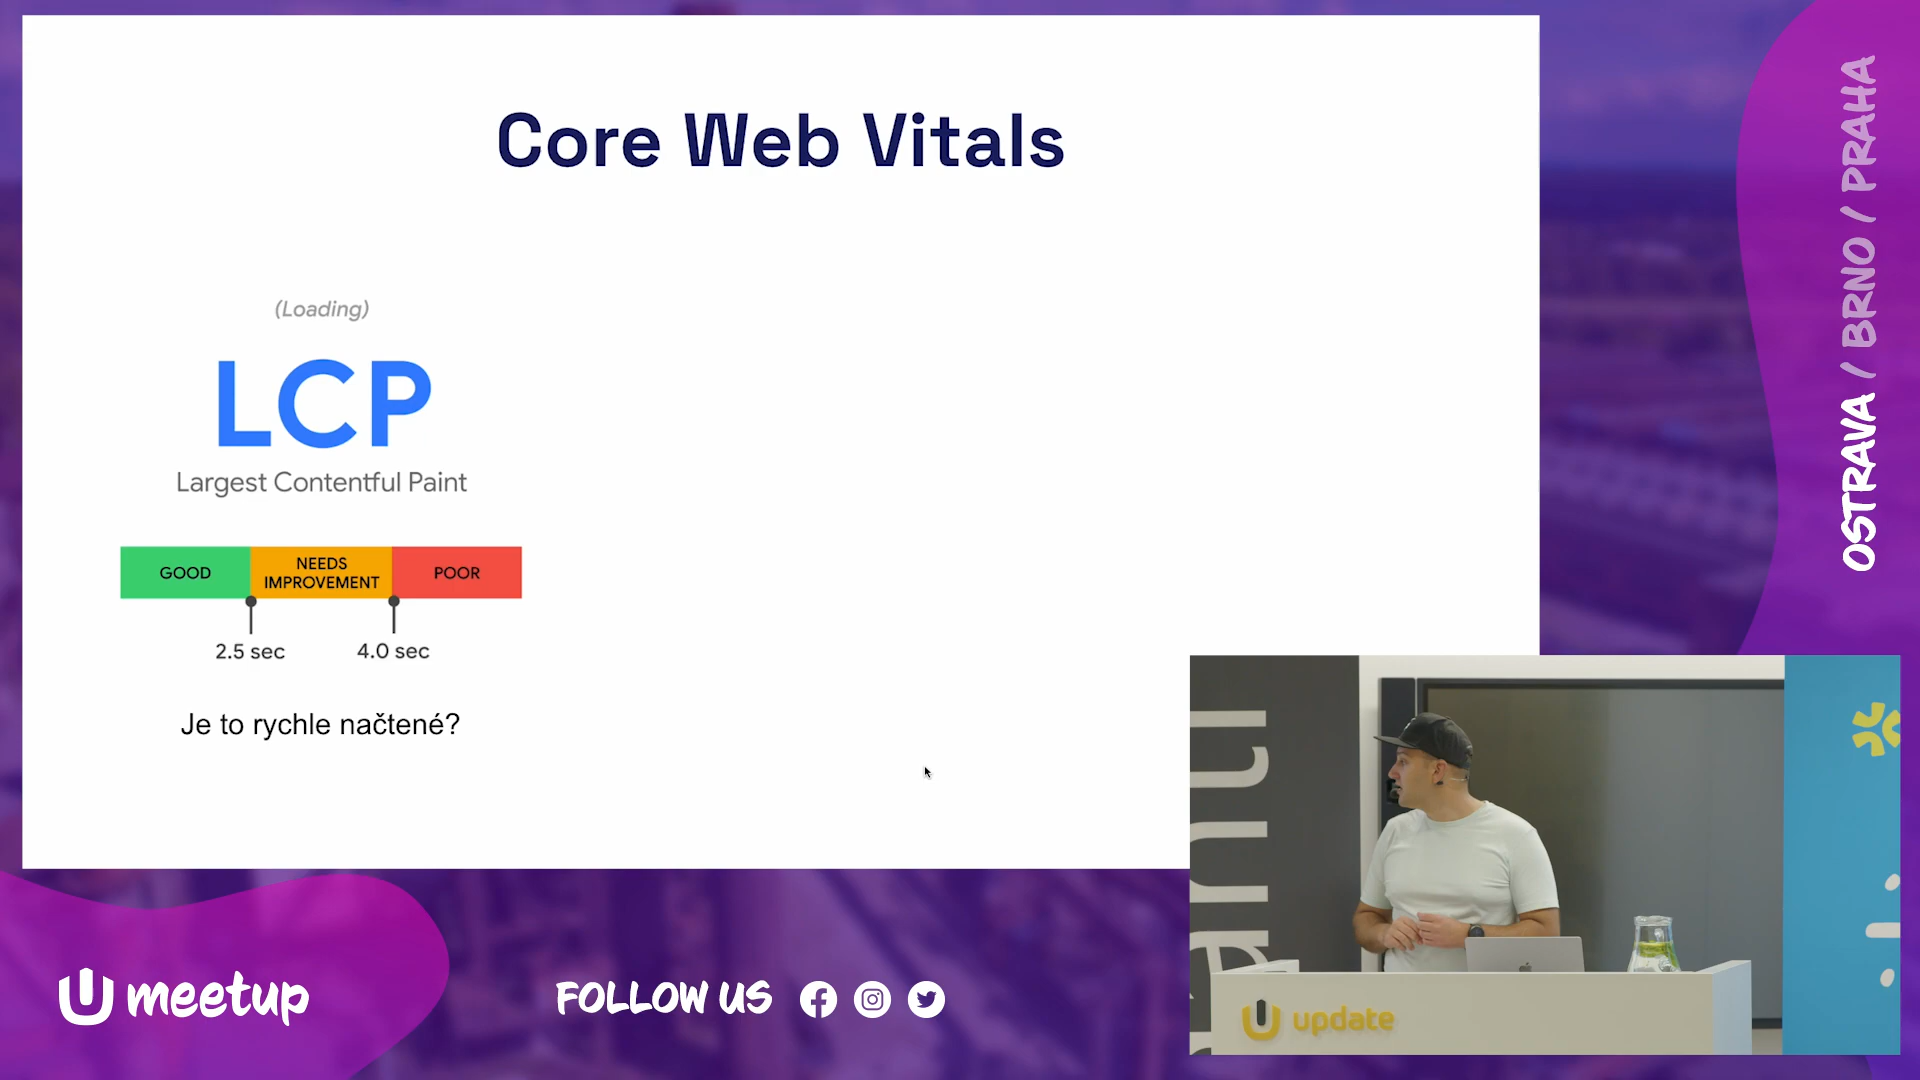 Core Web Vitals
(Loading)
LCP
Largest Contentful Paint
GOOD
NEEDS
IMPROVEMENT
POOR
2.5 sec
4.0 sec
Je to rychle načtené?
OSTRAVA / BRNO / PRAHA
meetup
FOLLOW US
update